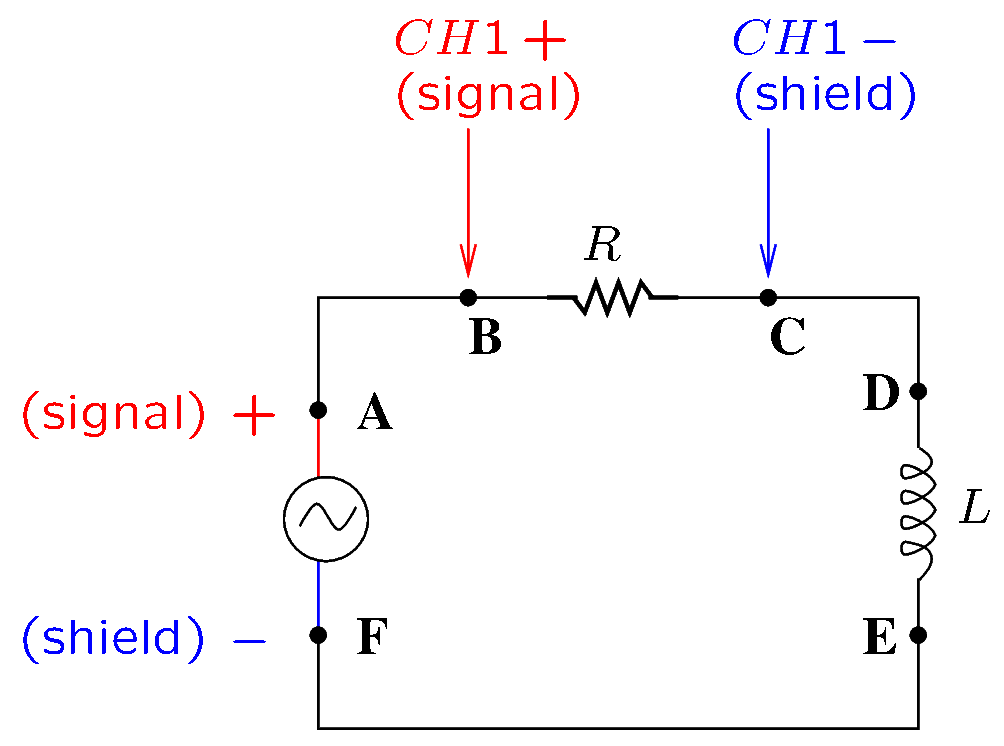 CH1+
(signal)
CH1−
(shield)
R
B
C
D
(signal) +
A
L
(shield) −
F
E